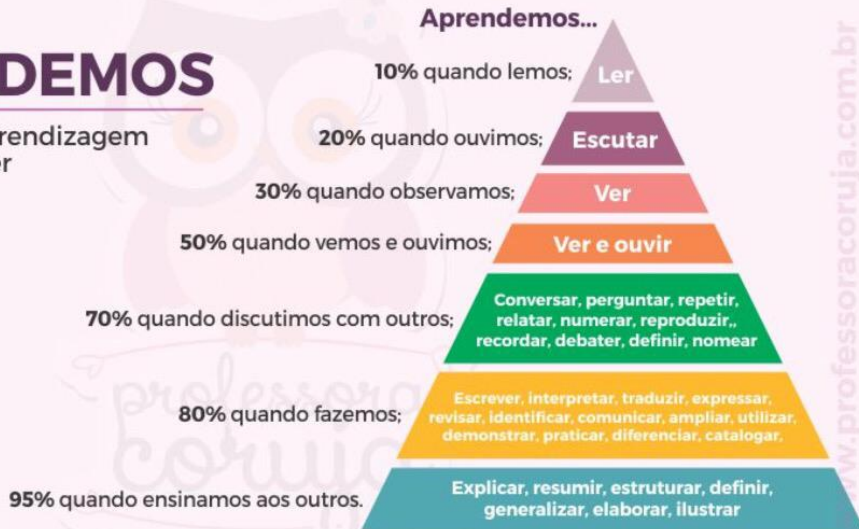 Aprendemos...
DEMOS
rendizagem
r
10% quando lemos;
Ler
20% quando ouvimos;
Escutar
30% quando observamos;
Ver
50% quando vemos e ouvimos;
Ver e ouvir
70% quando discutimos com outros;
Conversar, perguntar, repetir,
relatar, numerar, reproduzir,,
recordar, debater, definir, nomear
80% quando fazemos;
Escrever, interpretar, traduzir, expressar,
revisar, identificar, comunicar, ampliar, utilizar,
demonstrar, praticar, diferenciar, catalogar,
95% quando ensinamos aos outros.
Explicar, resumir, estruturar, definir,
generalizar, elaborar, ilustrar
professora
coruja
www.professoracoruja.com.br